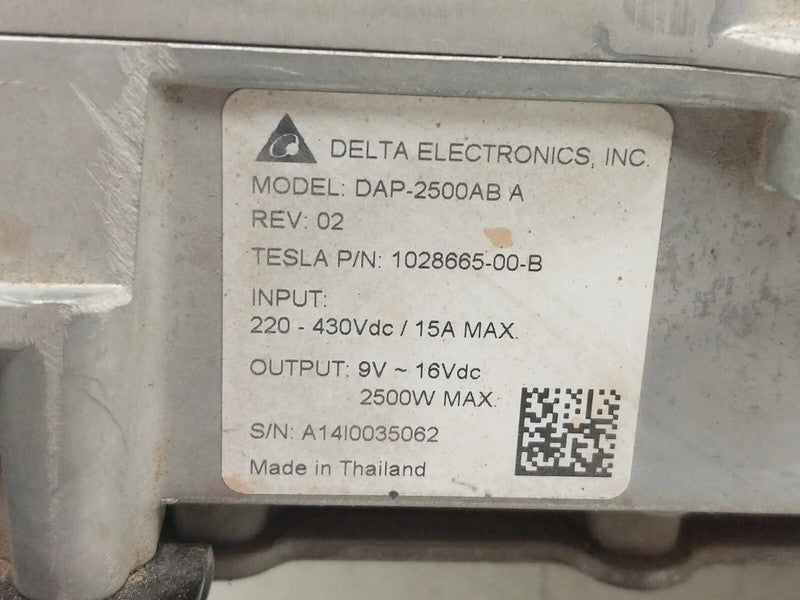 DELTA ELECTRONICS, INC.
MODEL: DAP-2500AB A
REV: 02
TESLA P/N: 1028665-00-B
INPUT:
220 - 430Vdc / 15A MAX.
OUTPUT: 9V ~ 16Vdc
2500W MAX.
S/N: A14I0035062
Made in Thailand